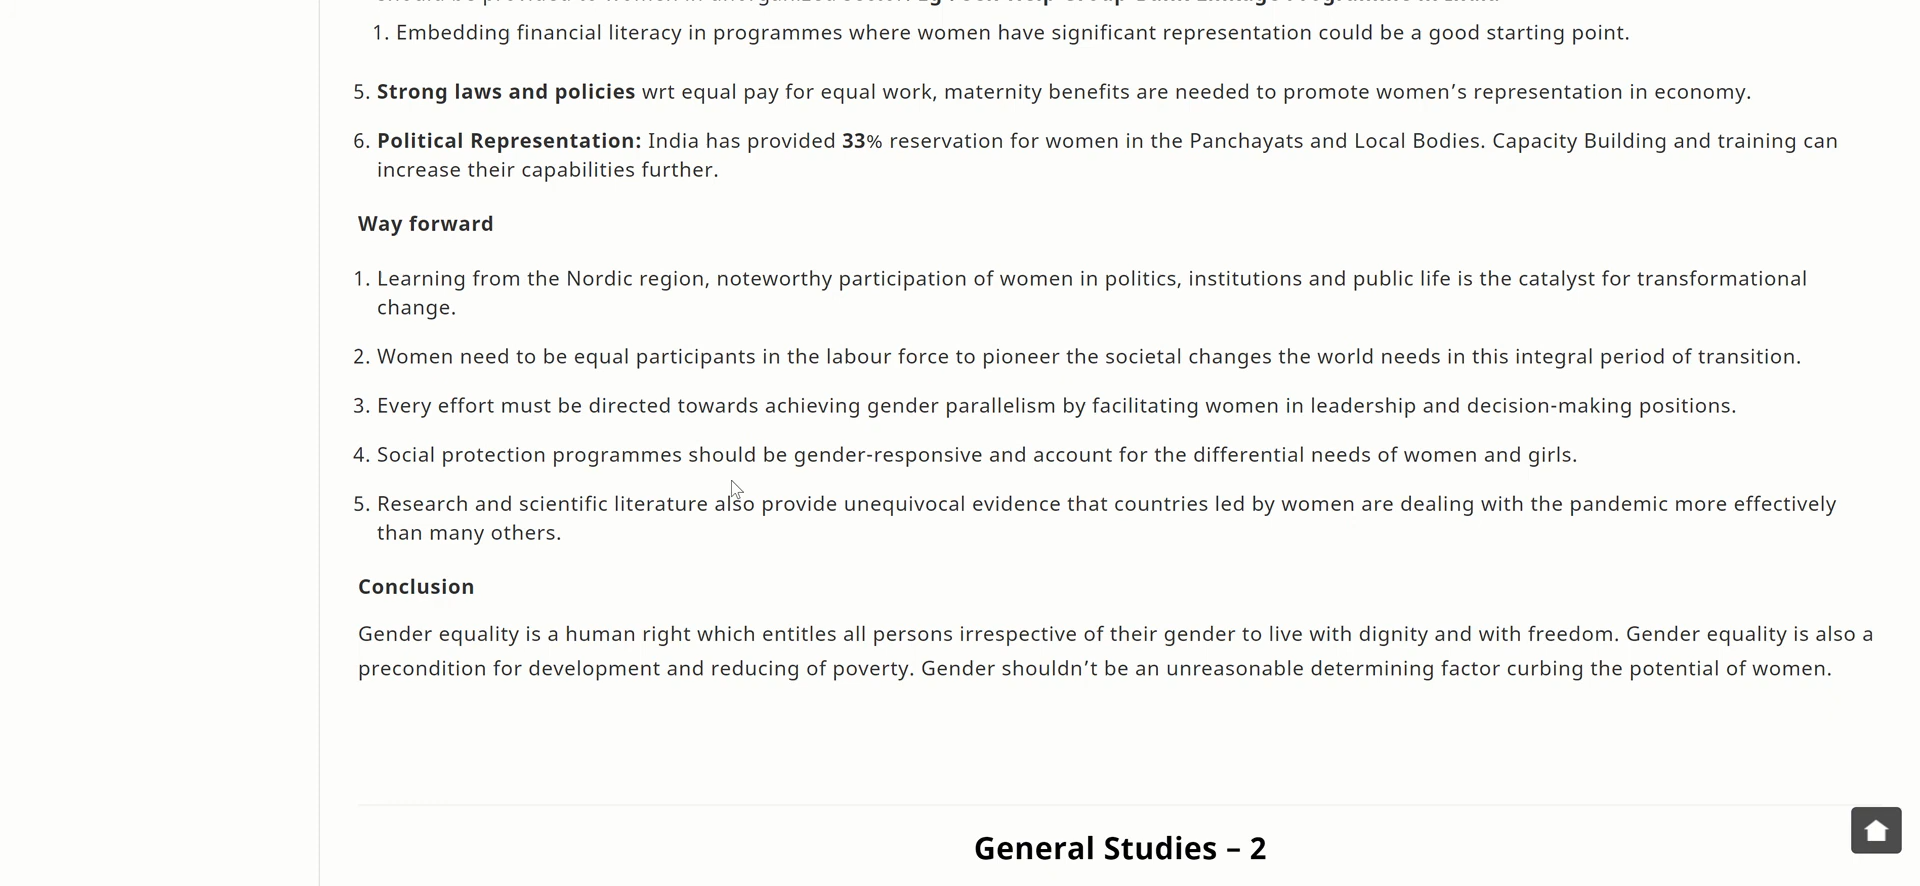 1. Embedding financial literacy in programmes where women have significant representation could be a good starting point.
5. Strong laws and policies wrt equal pay for equal work, maternity benefits are needed to promote women’s representation in economy.
6. Political Representation: India has provided 33% reservation for women in the Panchayats and Local Bodies. Capacity Building and training can
increase their capabilities further.
Way forward
1. Learning from the Nordic region, noteworthy participation of women in politics, institutions and public life is the catalyst for transformational
change.
2. Women need to be equal participants in the labour force to pioneer the societal changes the world needs in this integral period of transition.
3. Every effort must be directed towards achieving gender parallelism by facilitating women in leadership and decision-making positions.
4. Social protection programmes should be gender-responsive and account for the differential needs of women and girls.
5. Research and scientific literature also provide unequivocal evidence that countries led by women are dealing with the pandemic more effectively
than many others.
Conclusion
Gender equality is a human right which entitles all persons irrespective of their gender to live with dignity and with freedom. Gender equality is also a
precondition for development and reducing of poverty. Gender shouldn’t be an unreasonable determining factor curbing the potential of women.
General Studies – 2